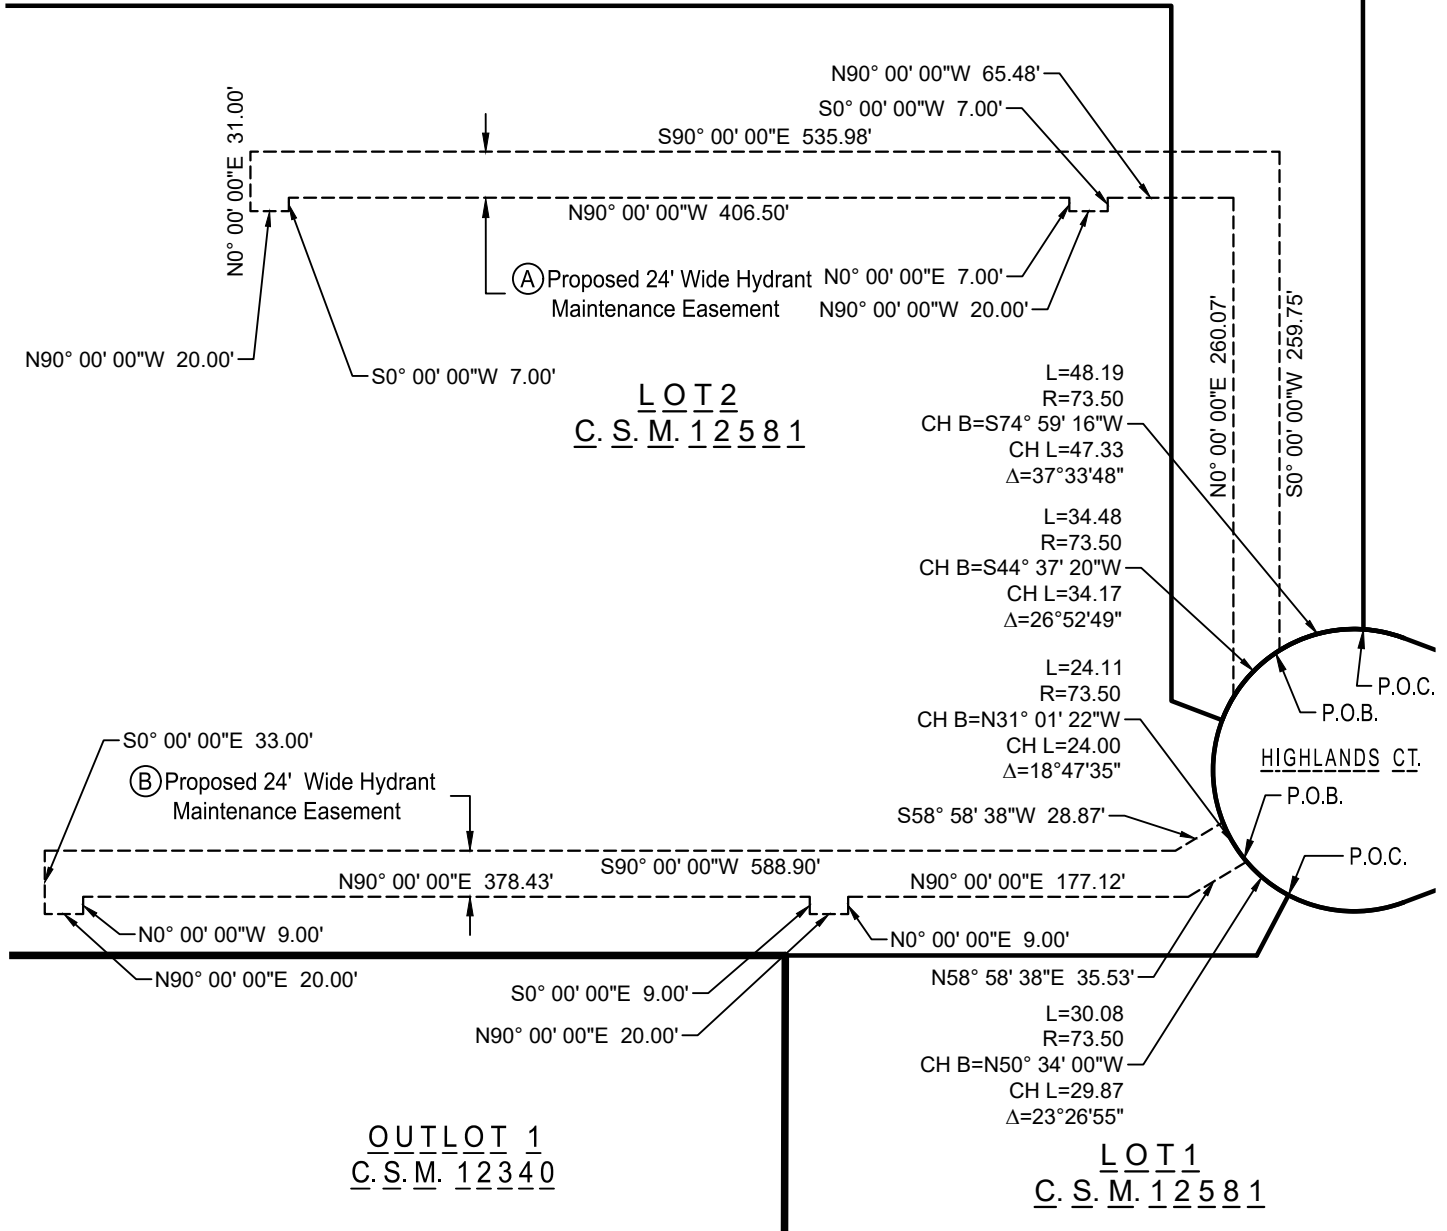 N90° 00' 00"W  65.48'
S0° 00' 00"W  7.00'
S90° 00' 00"E  535.98'
N0° 00' 00"E  31.00'
N90° 00' 00"W  406.50'
A Proposed 24' Wide Hydrant
Maintenance Easement
N0° 00' 00"E  7.00'
N90° 00' 00"W  20.00'
N90° 00' 00"W  20.00'
S0° 00' 00"W  7.00'
LOT 2
C. S. M. 12581
N0° 00' 00"E  260.07'
S0° 00' 00"W  259.75'
L=48.19
R=73.50
CH B=S74° 59' 16"W
CH L=47.33
Δ=37°33'48"
L=34.48
R=73.50
CH B=S44° 37' 20"W
CH L=34.17
Δ=26°52'49"
L=24.11
R=73.50
CH B=N31° 01' 22"W
CH L=24.00
Δ=18°47'35"
P.O.C.
P.O.B.
HIGHLANDS CT.
P.O.B.
P.O.C.
S0° 00' 00"E  33.00'
B Proposed 24' Wide Hydrant
Maintenance Easement
S58° 58' 38"W  28.87'
S90° 00' 00"W  588.90'
N90° 00' 00"E  378.43'
N90° 00' 00"E  177.12'
N0° 00' 00"W  9.00'
N0° 00' 00"E  9.00'
N90° 00' 00"E  20.00'
S0° 00' 00"E  9.00'
N58° 58' 38"E  35.53'
N90° 00' 00"E  20.00'
L=30.08
R=73.50
CH B=N50° 34' 00"W
CH L=29.87
Δ=23°26'55"
OUTLOT 1
C. S. M. 12340
LOT 1
C. S. M. 12581